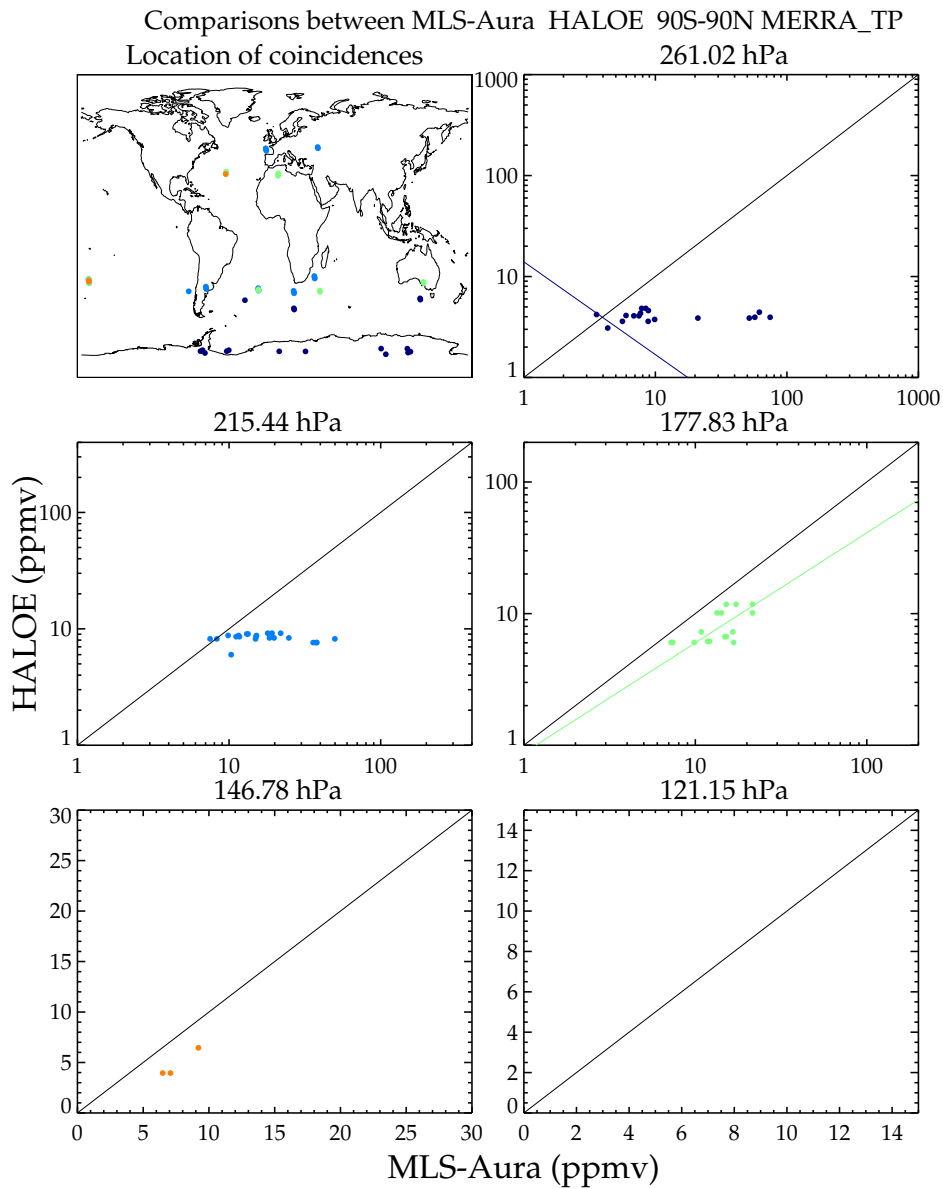 Comparisons between MLS-Aura HALOE 90S-90N MERRA_TP
Location of coincidences
261.02 hPa
1000
100
10
1
1 10 100 1000
215.44 hPa
177.83 hPa
HALOE (ppmv)
100
10
1
1 10 100
100
10
1
1 10 100
146.78 hPa
121.15 hPa
30
25
20
15
10
5
0
0 5 10 15 20 25 30
14
12
10
8
6
4
2
0
0 2 4 6 8 10 12 14
MLS-Aura (ppmv)